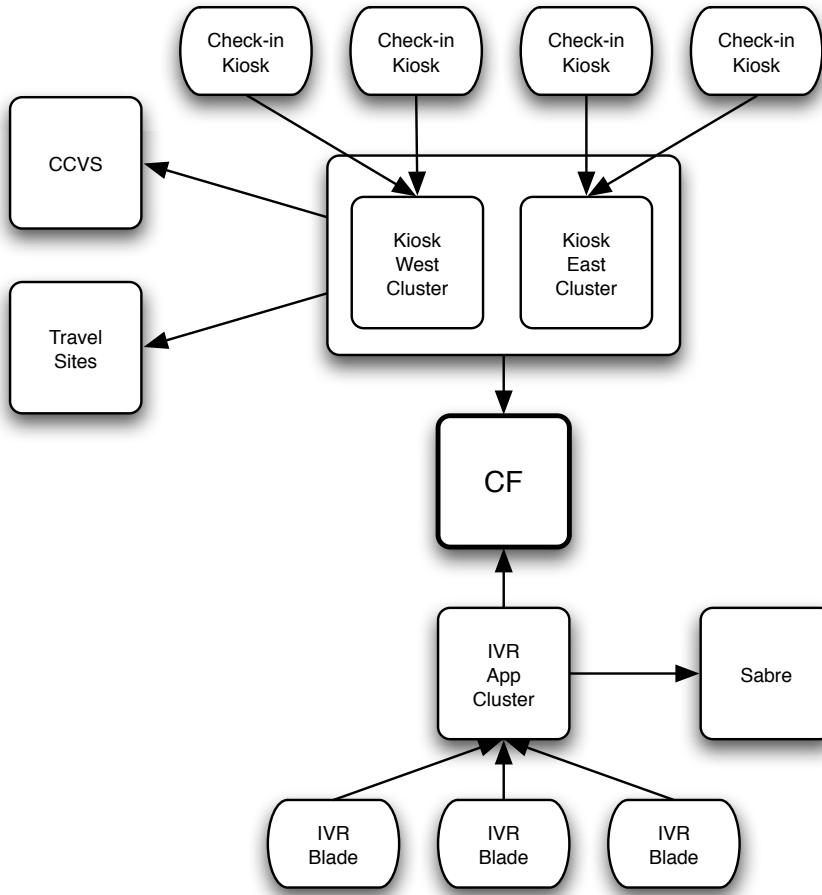 Check-in
Kiosk
Check-in
Kiosk
Check-in
Kiosk
Check-in
Kiosk
CCVS
Kiosk
West
Cluster
Kiosk
East
Cluster
Travel
Sites
CF
IVR
App
Cluster
Sabre
IVR
Blade
IVR
Blade
IVR
Blade